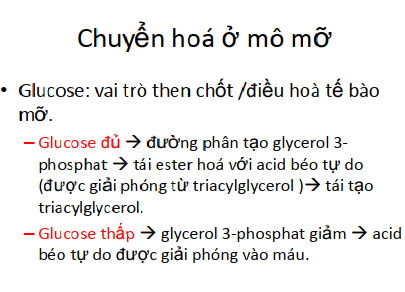 Chuyển hoá ở mô mỡ
• Glucose: vai trò then chốt /điều hoà tế bào
mỡ.
– Glucose đủ → đường phân tạo glycerol 3-
phosphat → tái ester hoá với acid béo tự do
(được giải phóng từ triacylglycerol )→ tái tạo
triacylglycerol.
– Glucose thấp → glycerol 3-phosphat giảm → acid
béo tự do được giải phóng vào máu.